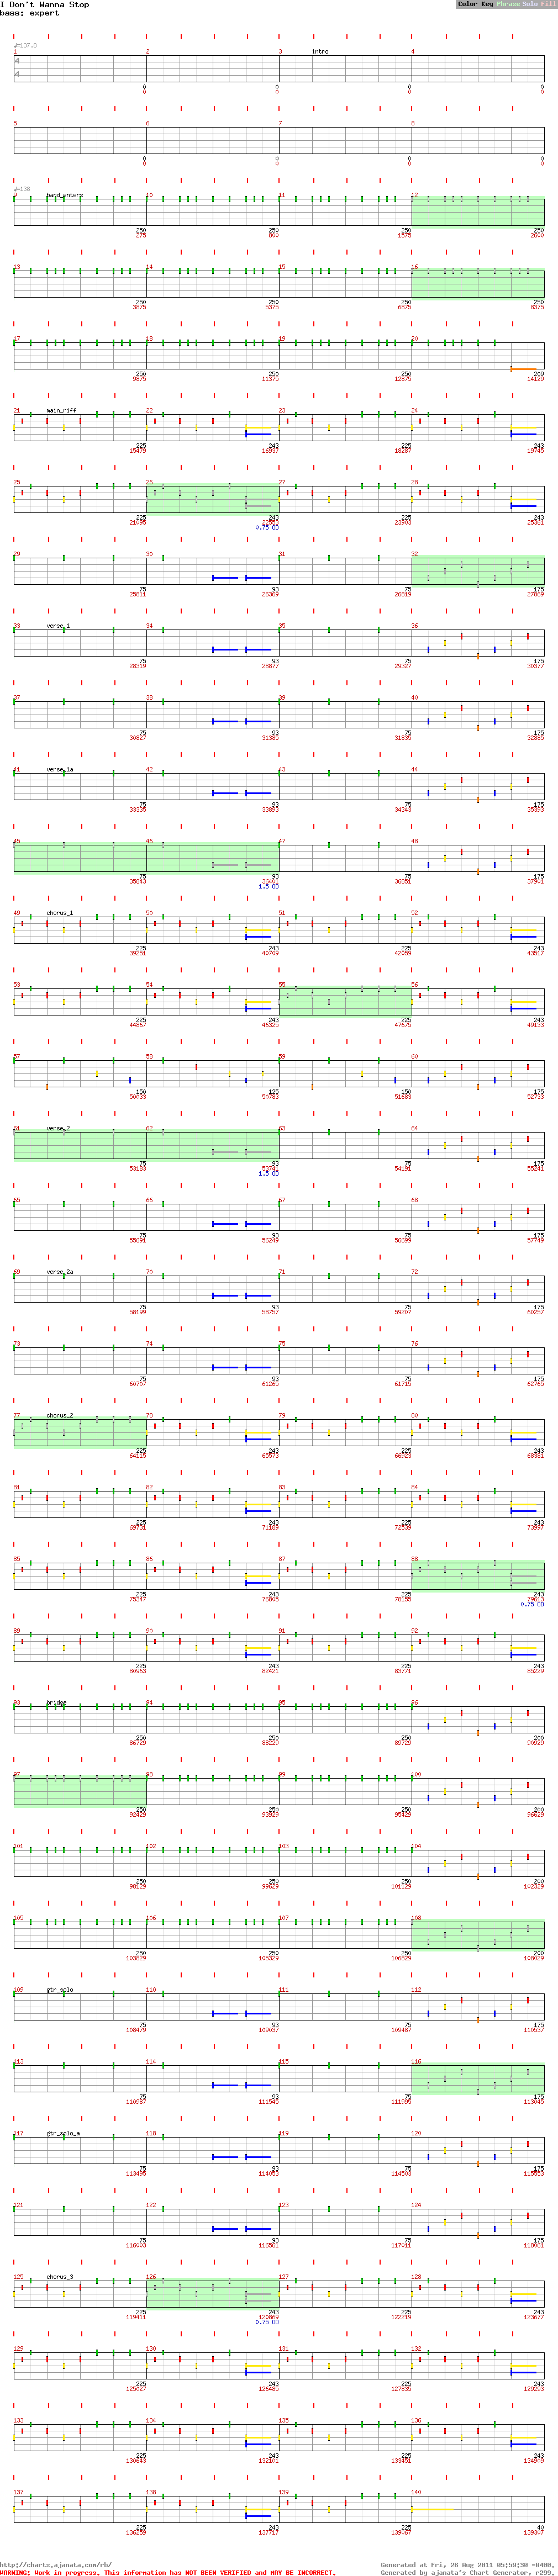 I Don't Wanna Stop
bass: expert
Color Key Phrase Solo Fill
♩=137.8
1 2 intro 3 4
0 0 0 0
0 0 0 0
5 6 7 8
0 0 0 0
0 0 0 0
♩=138
9 band_enters 10 11 12
250 250 250 250
275 800 1575 2600
13 14 15 16
250 250 250 250
3875 5375 6875 8375
17 18 19 20
250 250 250 209
9875 11375 12875 14129
21 main_riff 22 23 24
225 243 225 243
15479 16937 18287 19745
25 26 27 28
225 243 225 243
21095 22553 23903 25361
0.75 OD
29 30 31 32
75 93 75 175
25811 26369 26819 27869
33 verse_1 34 35 36
75 93 75 175
28319 28877 29327 30377
37 38 39 40
75 93 75 175
30827 31385 31835 32885
41 verse_1a 42 43 44
75 93 75 175
33335 33893 34343 35393
45 46 47 48
75 93 75 175
35843 36401 36851 37901
1.5 OD
49 chorus_1 50 51 52
225 243 225 243
39251 40709 42059 43517
53 54 55 56
225 243 225 243
44867 46325 47675 49133
57 58 59 60
150 125 150 175
50033 50783 51683 52733
61 verse_2 62 63 64
75 93 75 175
53183 53741 54191 55241
1.5 OD
65 66 67 68
75 93 75 175
55691 56249 56699 57749
69 verse_2a 70 71 72
75 93 75 175
58199 58757 59207 60257
73 74 75 76
75 93 75 175
60707 61265 61715 62765
77 chorus_2 78 79 80
225 243 225 243
64115 65573 66923 68381
81 82 83 84
225 243 225 243
69731 71189 72539 73997
85 86 87 88
225 243 225 243
75347 76805 78155 79613
0.75 OD
89 90 91 92
225 243 225 243
80963 82421 83771 85229
93 bridge 94 95 96
250 250 250 200
86729 88229 89729 90929
97 98 99 100
250 250 250 200
92429 93929 95429 96629
101 102 103 104
250 250 250 200
98129 99629 101129 102329
105 106 107 108
250 250 250 200
103829 105329 106829 108029
109 gtr_solo 110 111 112
75 93 75 175
108479 109037 109487 110537
113 114 115 116
75 93 75 175
110987 111545 111995 113045
117 gtr_solo_a 118 119 120
75 93 75 175
113495 114053 114503 115553
121 122 123 124
75 93 75 175
116003 116561 117011 118061
125 chorus_3 126 127 128
225 243 225 243
119411 120869 122219 123677
0.75 OD
129 130 131 132
225 243 225 243
125027 126485 127835 129293
133 134 135 136
225 243 225 243
130643 132101 133451 134909
137 138 139 140
225 243 225 40
136259 137717 139067 39307
http://charts.ajanata.com/rb/
Generated at Fri, 26 Aug 2011 05:59:30 -0400.
WARNING: Work in progress. This information has NOT BEEN VERIFIED and MAY BE INCORRECT.
Generated by ajanata's Chart Generator, r299.